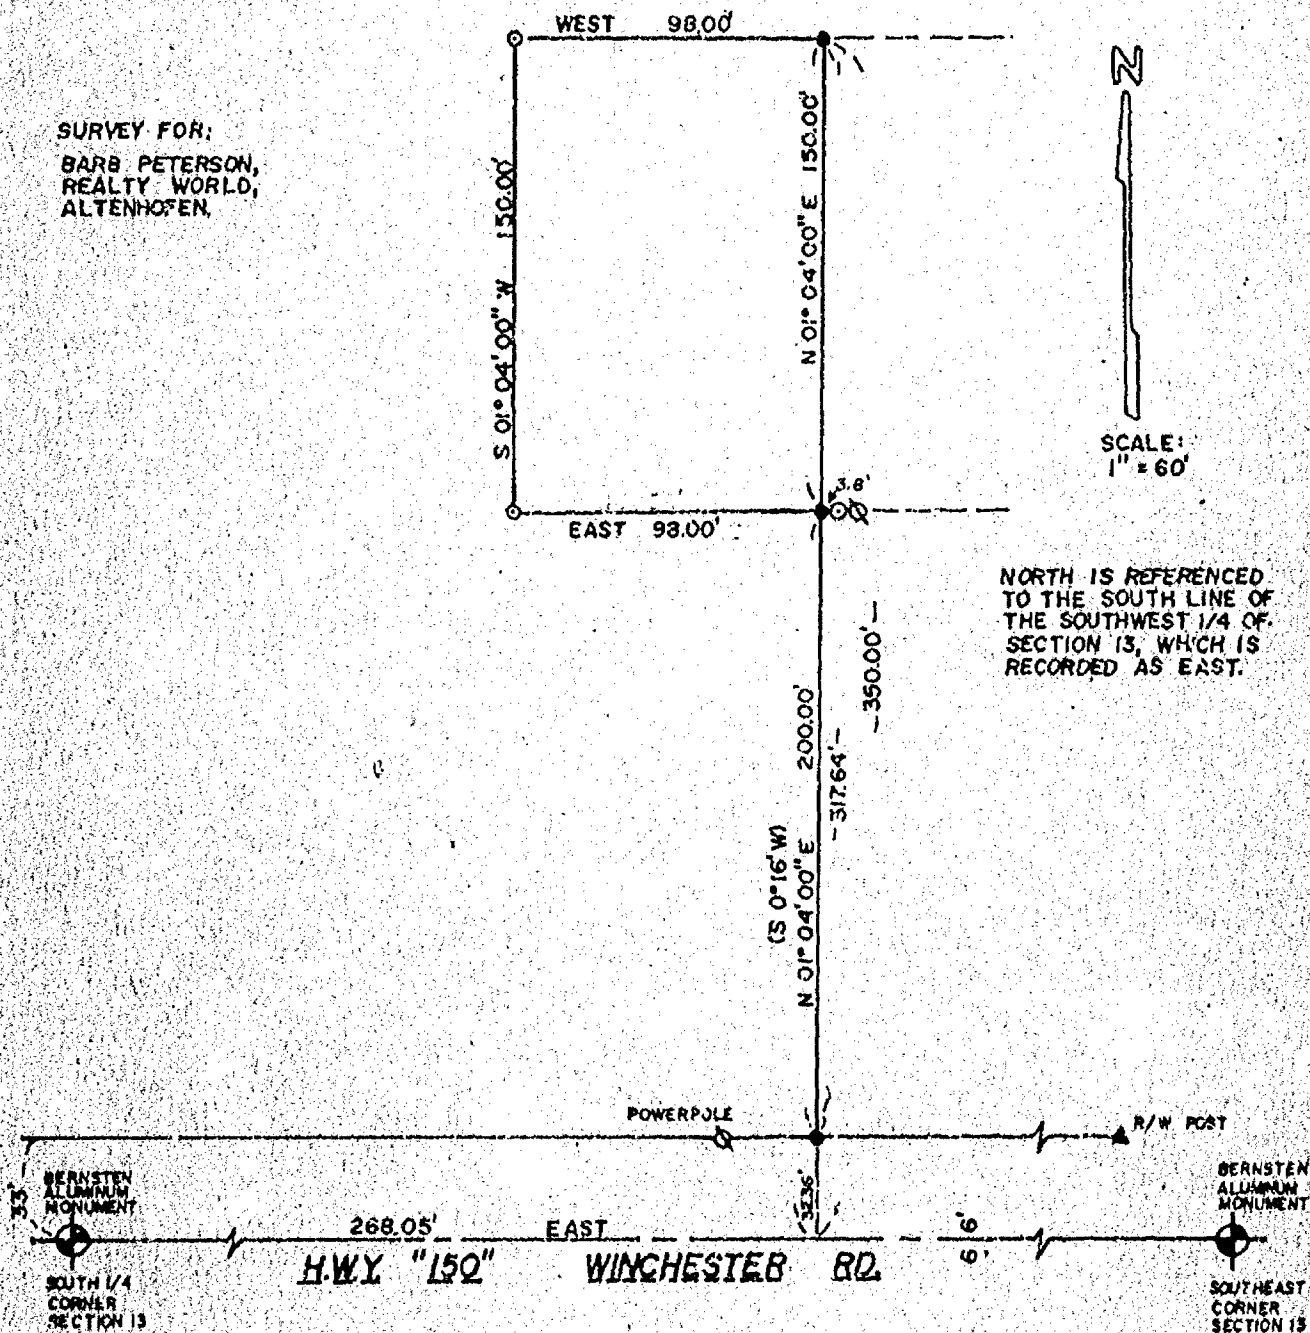 WEST 98.00'
N
SURVEY FOR:
BARB PETERSON,
REALTY WORLD,
ALTENHOFEN,
S 01° 04' 00" W 150.00'
N 01° 04' 00" E 150.00'
SCALE:
1" = 60'
3.8'
EAST 98.00'
NORTH IS REFERENCED
TO THE SOUTH LINE OF
THE SOUTHWEST 1/4 OF
SECTION 13, WHICH IS
RECORDED AS EAST.
-350.00'-
-317.64'-
(S 0°16' W)
N 01° 04' 00" E 200.00'
POWERPOLE
R/W POST
33'
BERNSTEN
ALUMINUM
MONUMENT
32.36'
BERNSTEN
ALUMINUM
MONUMENT
268.05' EAST
6'
6'
H.W.Y. "150" WINCHESTER RD.
SOUTH 1/4
CORNER
SECTION 13
SOUTHEAST
CORNER
SECTION 13